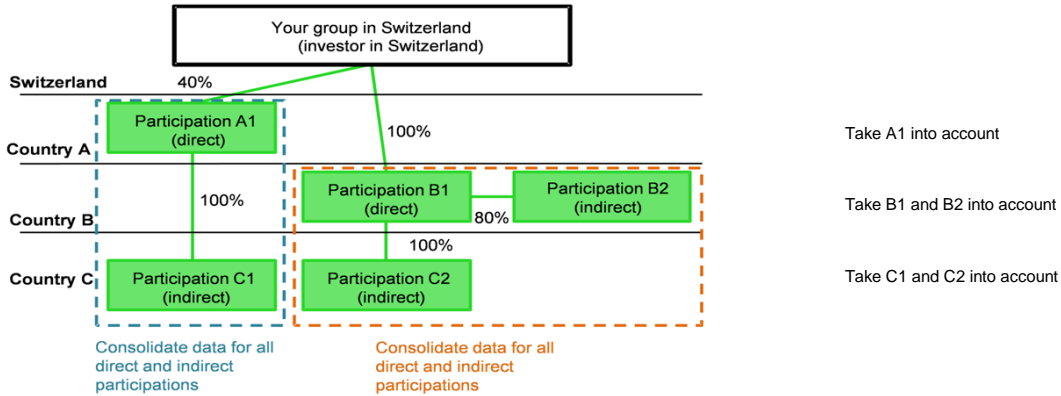 Your group in Switzerland
(investor in Switzerland)
Switzerland
40%
Participation A1
(direct)
100%
Take A1 into account
Country A
100%
Participation B1
(direct)
80%
Participation B2
(indirect)
Take B1 and B2 into account
Country B
100%
Country C
Participation C1
(indirect)
Participation C2
(indirect)
Take C1 and C2 into account
Consolidate data for all
direct and indirect
participations
Consolidate data for all
direct and indirect
participations